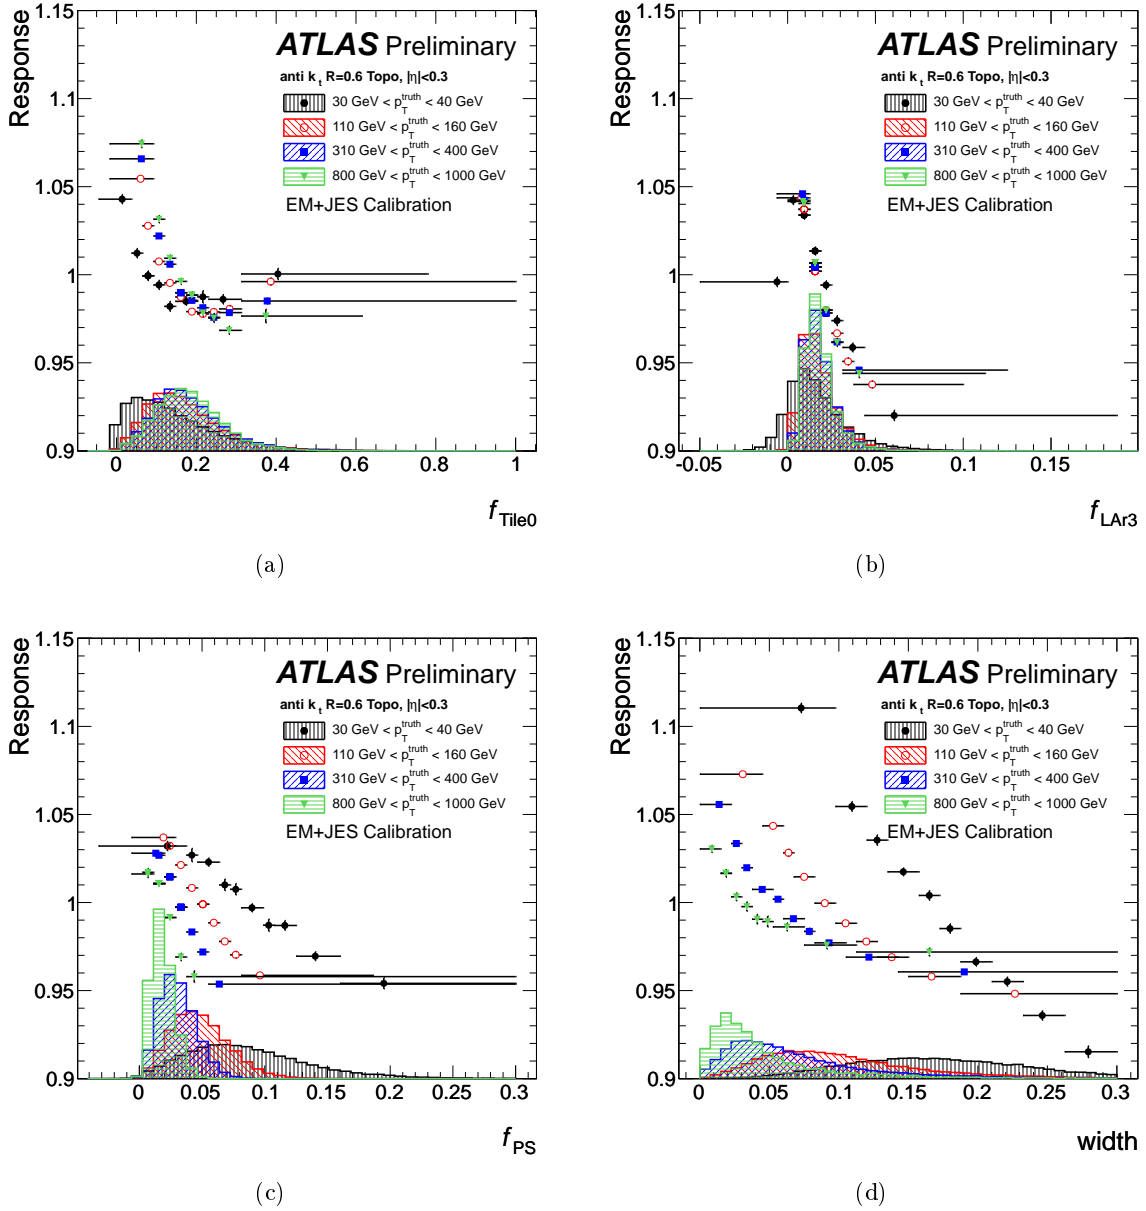 Response
1.15
1.1
1.05
1
0.95
0.9
ATLAS Preliminary
anti k_t R=0.6 Topo, |η|<0.3
30 GeV < p_T^truth < 40 GeV
110 GeV < p_T^truth < 160 GeV
310 GeV < p_T^truth < 400 GeV
800 GeV < p_T^truth < 1000 GeV
EM+JES Calibration
0 0.2 0.4 0.6 0.8 1
f_Tile0
(a)
Response
1.15
1.1
1.05
1
0.95
0.9
ATLAS Preliminary
anti k_t R=0.6 Topo, |η|<0.3
30 GeV < p_T^truth < 40 GeV
110 GeV < p_T^truth < 160 GeV
310 GeV < p_T^truth < 400 GeV
800 GeV < p_T^truth < 1000 GeV
EM+JES Calibration
-0.05 0 0.05 0.1 0.15
f_LAr3
(b)
Response
1.15
1.1
1.05
1
0.95
0.9
ATLAS Preliminary
anti k_t R=0.6 Topo, |η|<0.3
30 GeV < p_T^truth < 40 GeV
110 GeV < p_T^truth < 160 GeV
310 GeV < p_T^truth < 400 GeV
800 GeV < p_T^truth < 1000 GeV
EM+JES Calibration
0 0.05 0.1 0.15 0.2 0.25 0.3
f_PS
(c)
Response
1.15
1.1
1.05
1
0.95
0.9
ATLAS Preliminary
anti k_t R=0.6 Topo, |η|<0.3
30 GeV < p_T^truth < 40 GeV
110 GeV < p_T^truth < 160 GeV
310 GeV < p_T^truth < 400 GeV
800 GeV < p_T^truth < 1000 GeV
EM+JES Calibration
0 0.05 0.1 0.15 0.2 0.25 0.3
width
(d)